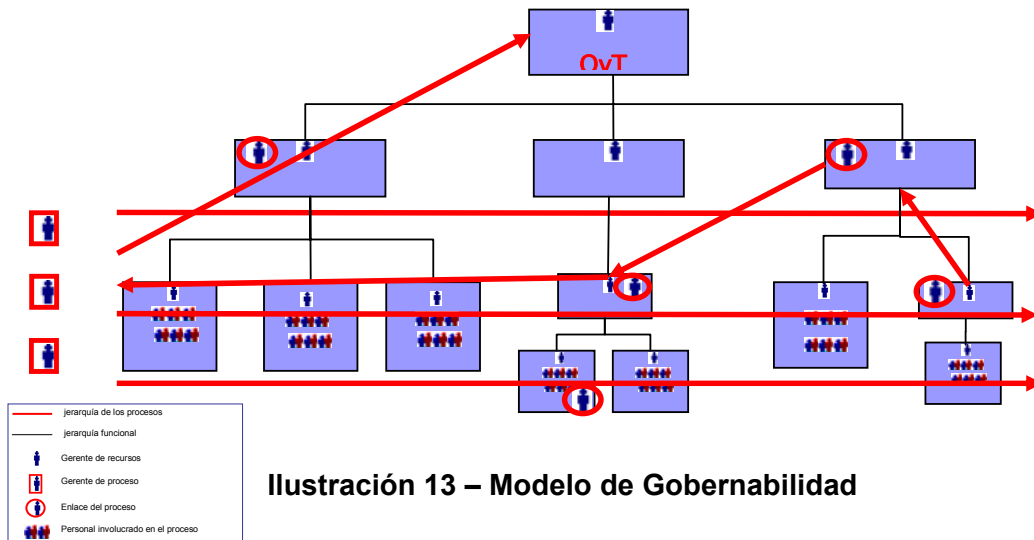 OyT
jerarquía de los procesos
jerarquía funcional
Gerente de recursos
Gerente de proceso
Enlace del proceso
Personal involucrado en el proceso
Ilustración 13 – Modelo de Gobernabilidad